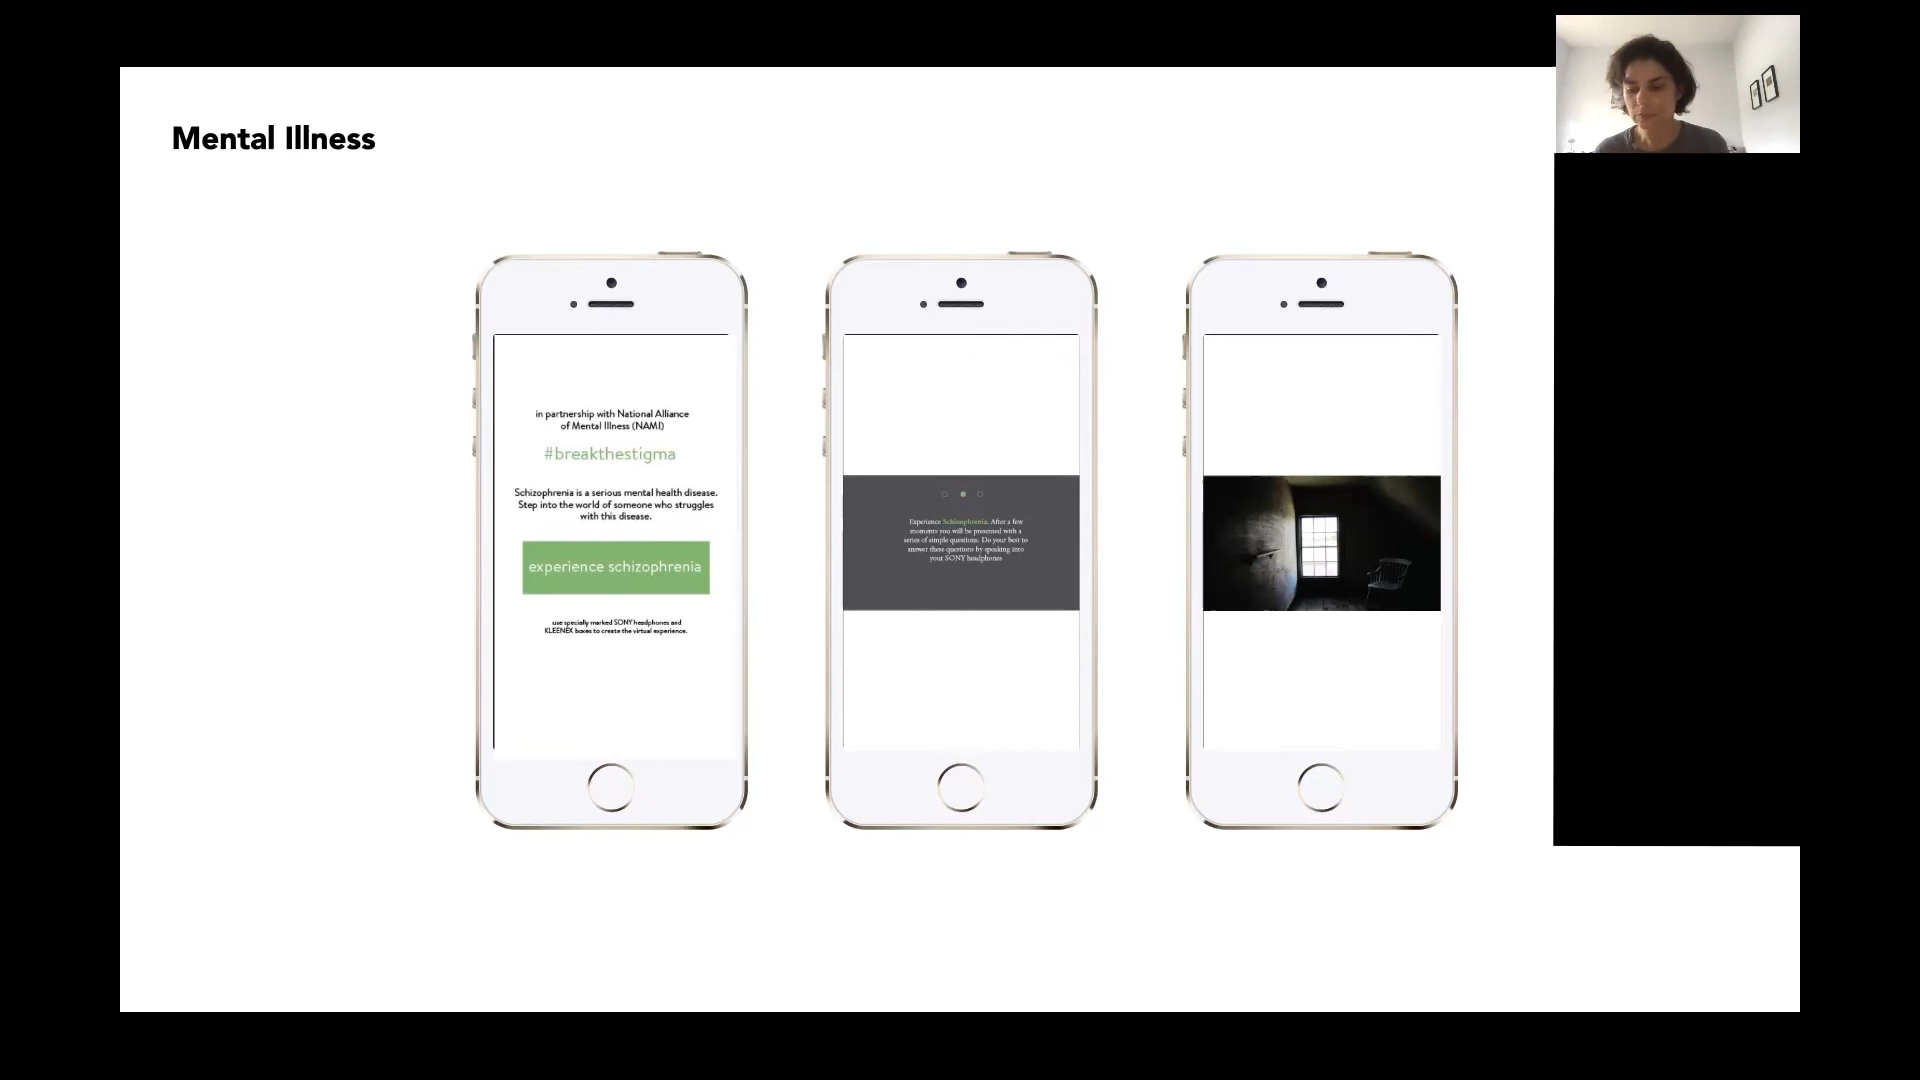 Mental Illness
in partnership with National Alliance
of Mental Illness (NAMI)
#breakthestigma
Schizophrenia is a serious mental health disease.
Step into the world of someone who struggles
with this disease.
experience schizophrenia
use specially marked SONY headphones and
KLEENEX boxes to create the virtual experience.
Experience Schizophrenia. After a few
moments you will be presented with a
series of simple questions. Do your best to
answer these questions by speaking into
your SONY headphones